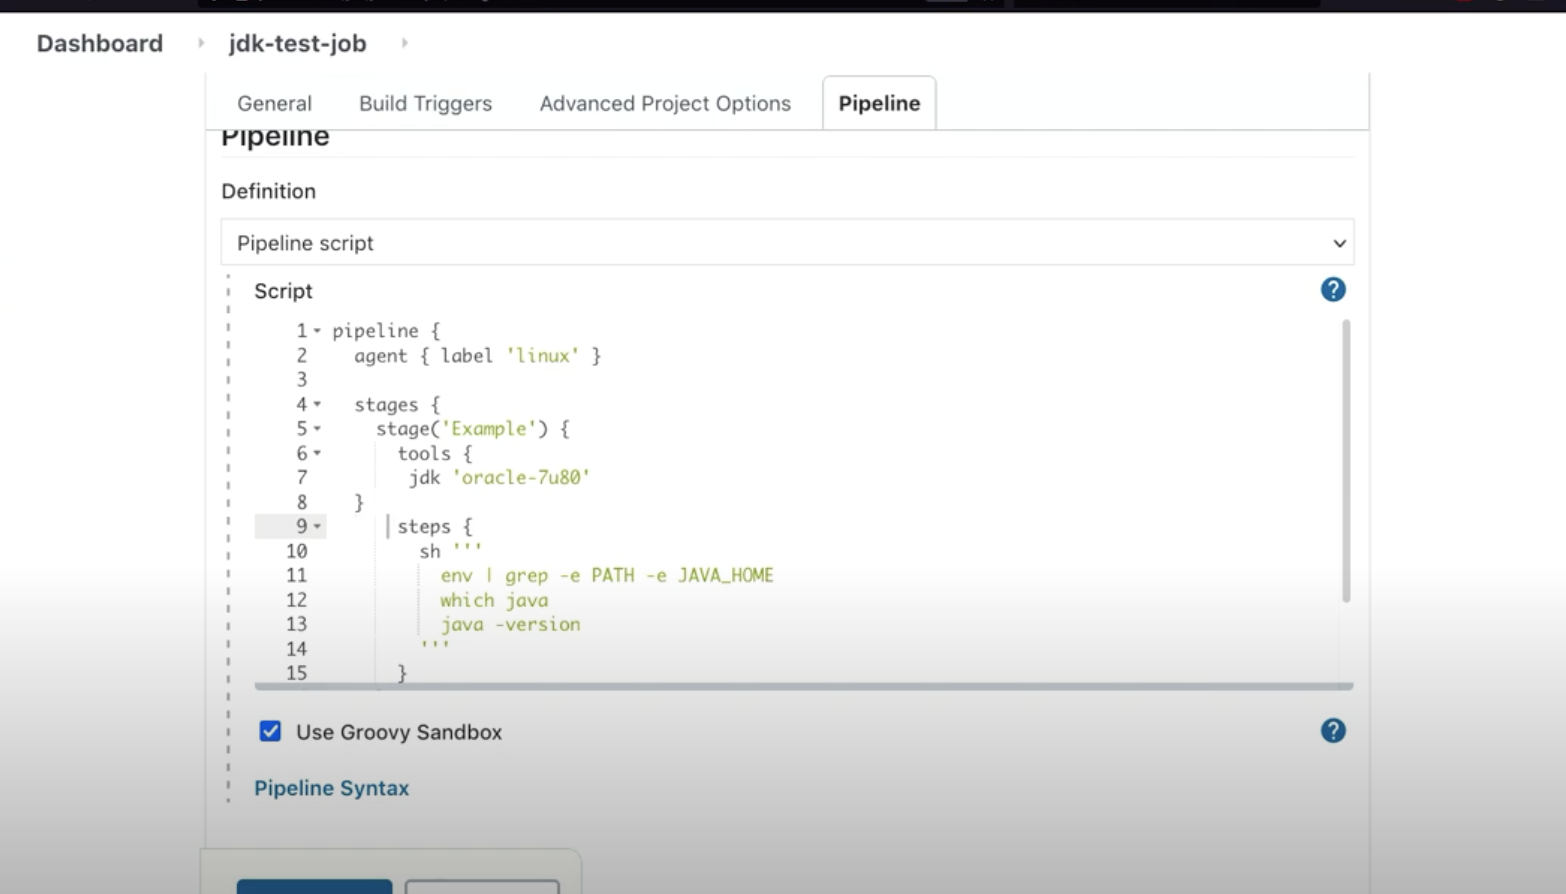 Dashboard
jdk-test-job
General Build Triggers Advanced Project Options Pipeline
Pipeline
Definition
Pipeline script
Script
1 pipeline {
2 agent { label 'linux' }
3
4 stages {
5 stage('Example') {
6 tools {
7 jdk 'oracle-7u80'
8 }
9 steps {
10 sh '''
11 env | grep -e PATH -e JAVA_HOME
12 which java
13 java -version
14 '''
15 }
Use Groovy Sandbox
Pipeline Syntax